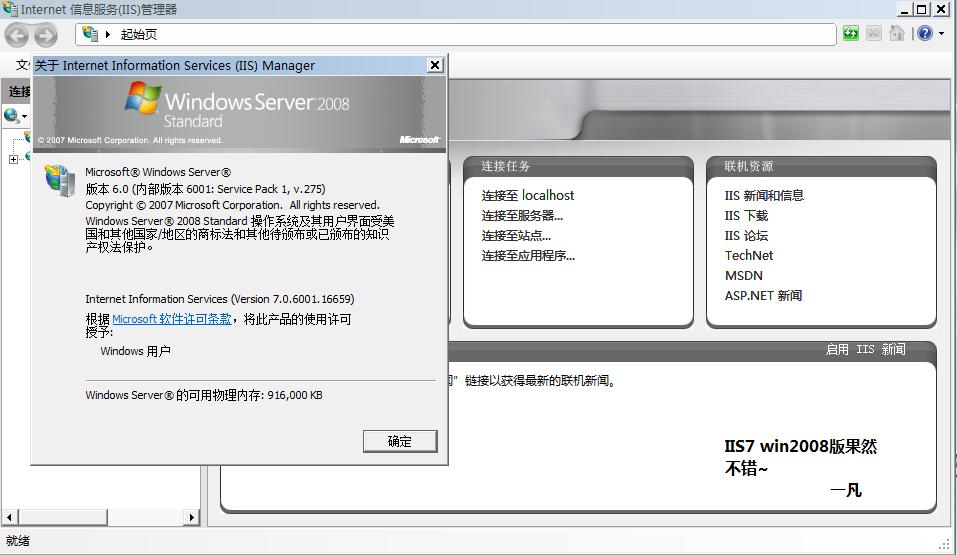 Internet 信息服务(IIS)管理器
起始页
关于 Internet Information Services (IIS) Manager
连接
Windows Server 2008
Standard
© 2007 Microsoft Corporation. All rights reserved.
Microsoft
Microsoft® Windows Server®
版本 6.0 (内部版本 6001: Service Pack 1, v.275)
Copyright © 2007 Microsoft Corporation. All rights reserved.
Windows Server® 2008 Standard 操作系统及其用户界面受美
国和其他国家/地区的商标法和其他待颁布或已颁布的知识
产权法保护。
Internet Information Services (Version 7.0.6001.16659)
根据 Microsoft 软件许可条款，将此产品的使用许可
授予:
Windows 用户
Windows Server® 的可用物理内存: 916,000 KB
确定
连接任务
连接至 localhost
连接至服务器...
连接至站点...
连接至应用程序...
联机资源
IIS 新闻和信息
IIS 下载
IIS 论坛
TechNet
MSDN
ASP.NET 新闻
启用 IIS 新闻
”链接以获得最新的联机新闻。
IIS7 win2008版果然
不错~
一凡
就绪